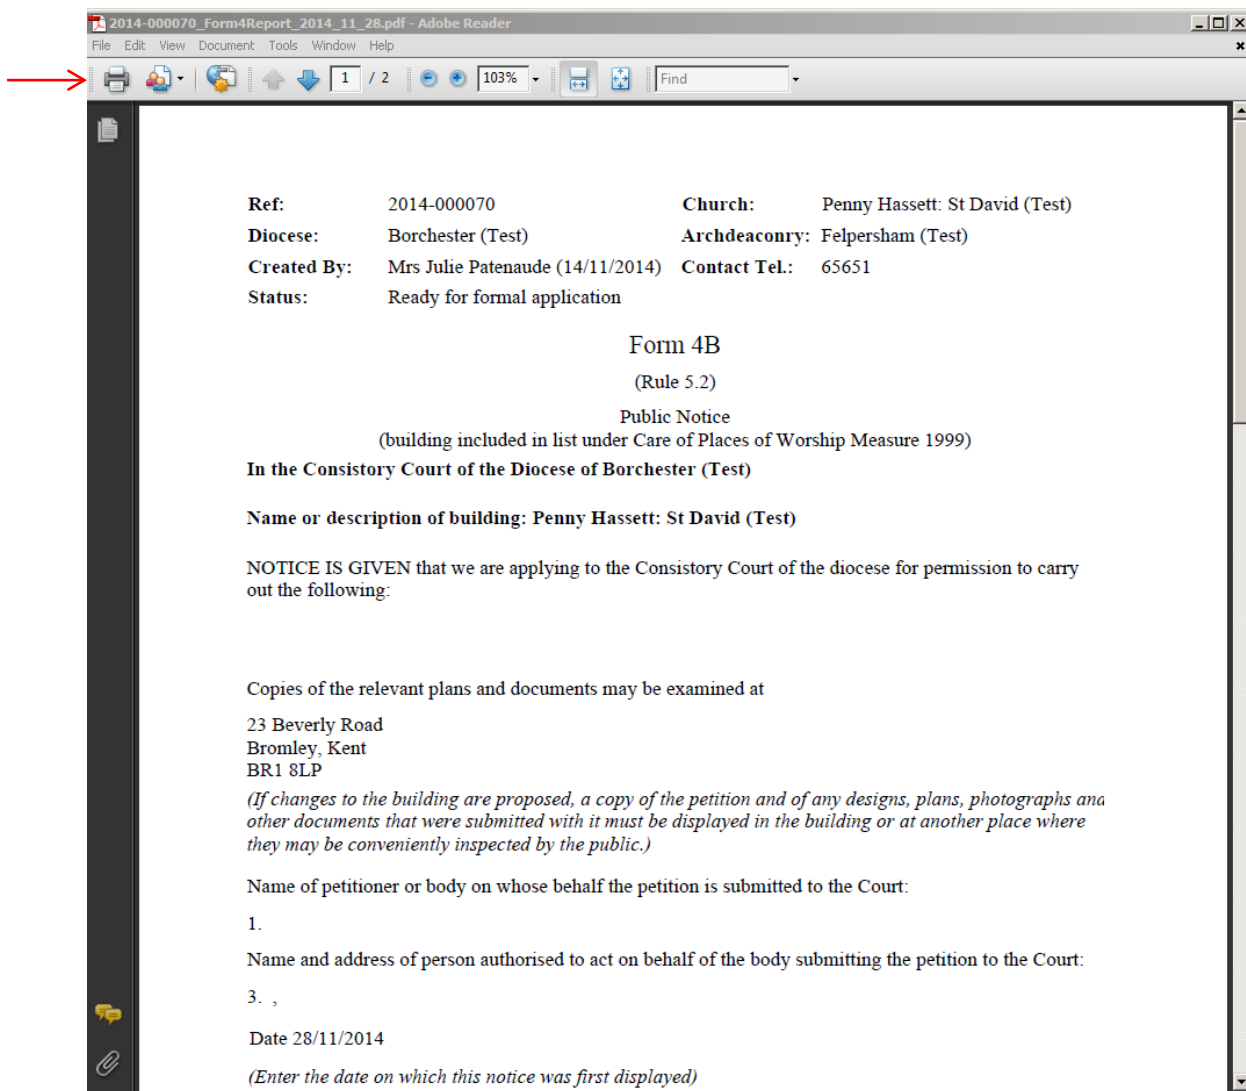 2014-000070_Form4Report_2014_11_28.pdf - Adobe Reader
File Edit View Document Tools Window Help
1 / 2 103% Find
Ref: 2014-000070 Church: Penny Hassett: St David (Test)
Diocese: Borchester (Test) Archdeaconry: Felpersham (Test)
Created By: Mrs Julie Patenaude (14/11/2014) Contact Tel.: 65651
Status: Ready for formal application
Form 4B
(Rule 5.2)
Public Notice
(building included in list under Care of Places of Worship Measure 1999)
In the Consistory Court of the Diocese of Borchester (Test)
Name or description of building: Penny Hassett: St David (Test)
NOTICE IS GIVEN that we are applying to the Consistory Court of the diocese for permission to carry
out the following:
Copies of the relevant plans and documents may be examined at
23 Beverly Road
Bromley, Kent
BR1 8LP
(If changes to the building are proposed, a copy of the petition and of any designs, plans, photographs and
other documents that were submitted with it must be displayed in the building or at another place where
they may be conveniently inspected by the public.)
Name of petitioner or body on whose behalf the petition is submitted to the Court:
1.
Name and address of person authorised to act on behalf of the body submitting the petition to the Court:
3. ,
Date 28/11/2014
(Enter the date on which this notice was first displayed)